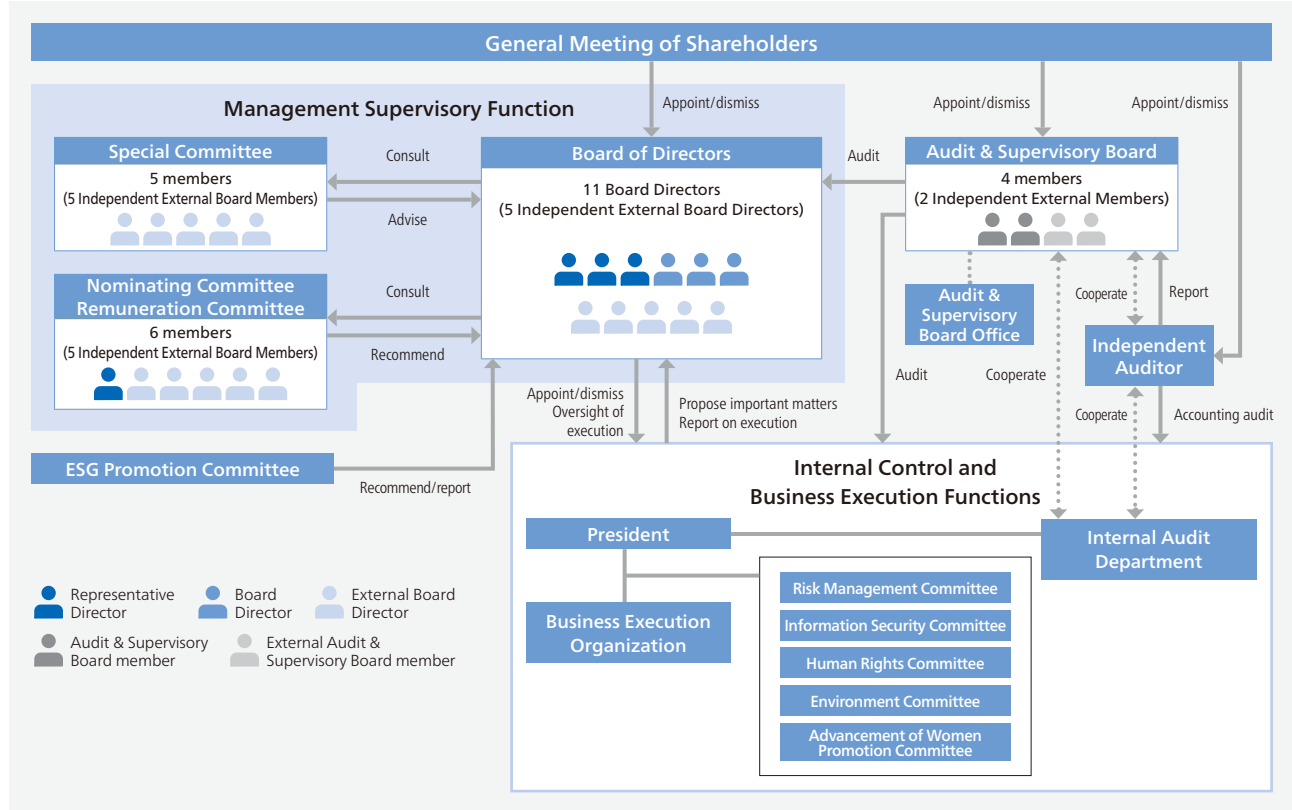 General Meeting of Shareholders
Appoint/dismiss
Appoint/dismiss
Appoint/dismiss
Management Supervisory Function
Special Committee
5 members
(5 Independent External Board Members)
Consult
Advise
Board of Directors
11 Board Directors
(5 Independent External Board Directors)
Audit
Audit & Supervisory Board
4 members
(2 Independent External Members)
Nominating Committee
Remuneration Committee
6 members
(5 Independent External Board Members)
Consult
Recommend
Audit &
Supervisory
Board Office
Cooperate
Report
Independent
Auditor
Audit
Cooperate
Cooperate
Accounting audit
Appoint/dismiss
Oversight of
execution
Propose important matters
Report on execution
ESG Promotion Committee
Recommend/report
Internal Control and
Business Execution Functions
President
Internal Audit
Department
Business Execution
Organization
Risk Management Committee
Information Security Committee
Human Rights Committee
Environment Committee
Advancement of Women
Promotion Committee
Representative
Director
Board
Director
External Board
Director
Audit & Supervisory
Board member
External Audit &
Supervisory Board member